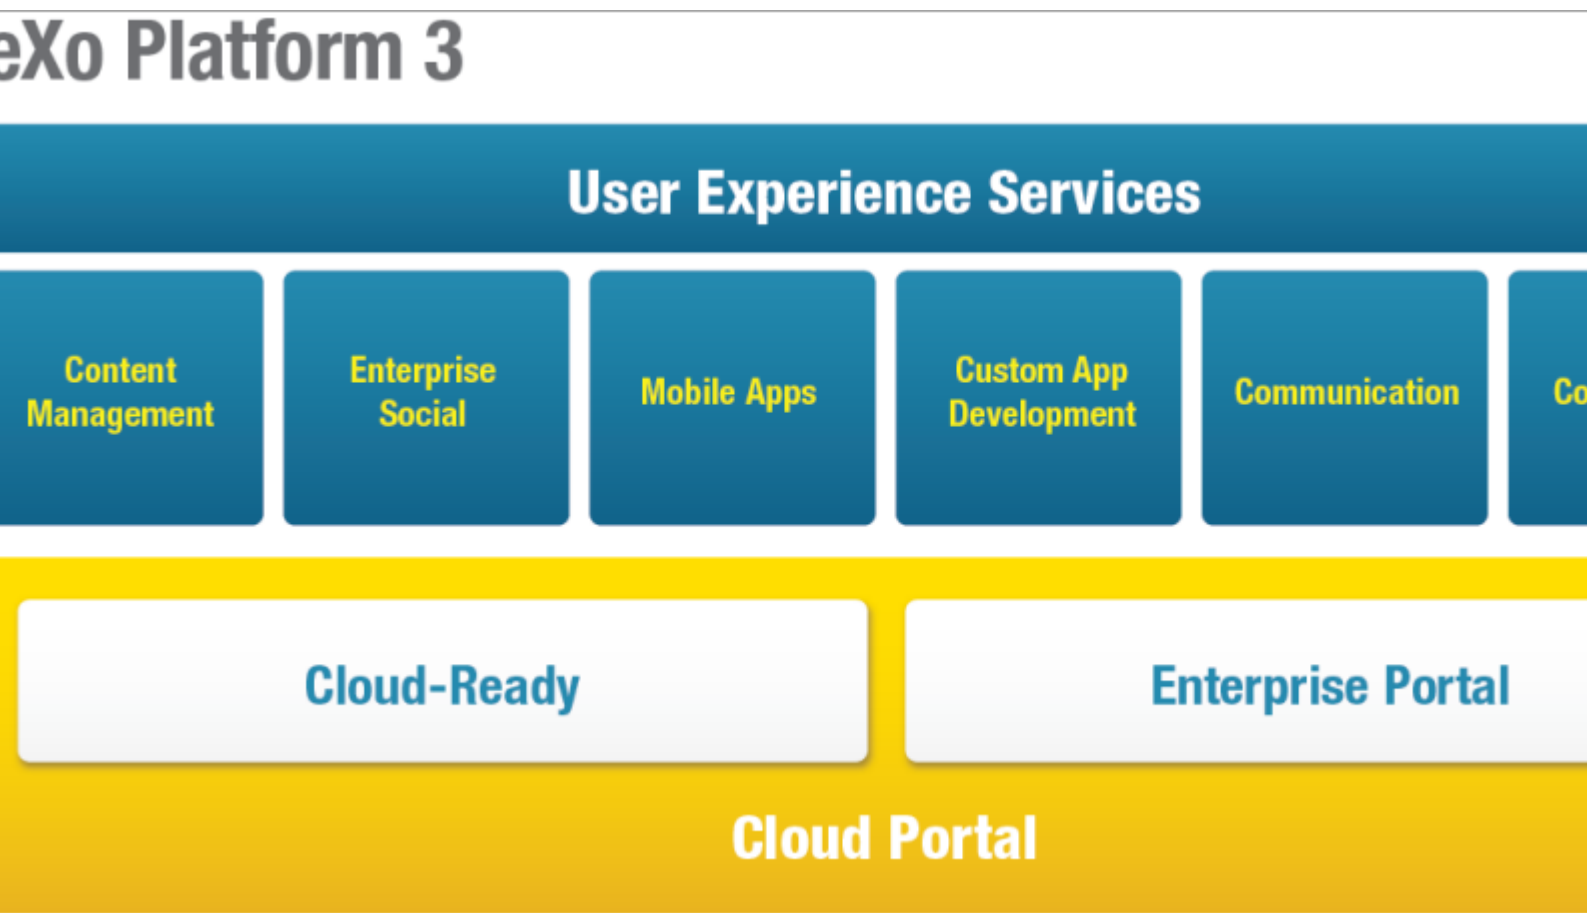 eXo Platform 3
User Experience Services
Content
Management
Enterprise
Social
Mobile Apps
Custom App
Development
Communication
Cloud-Ready
Enterprise Portal
Cloud Portal